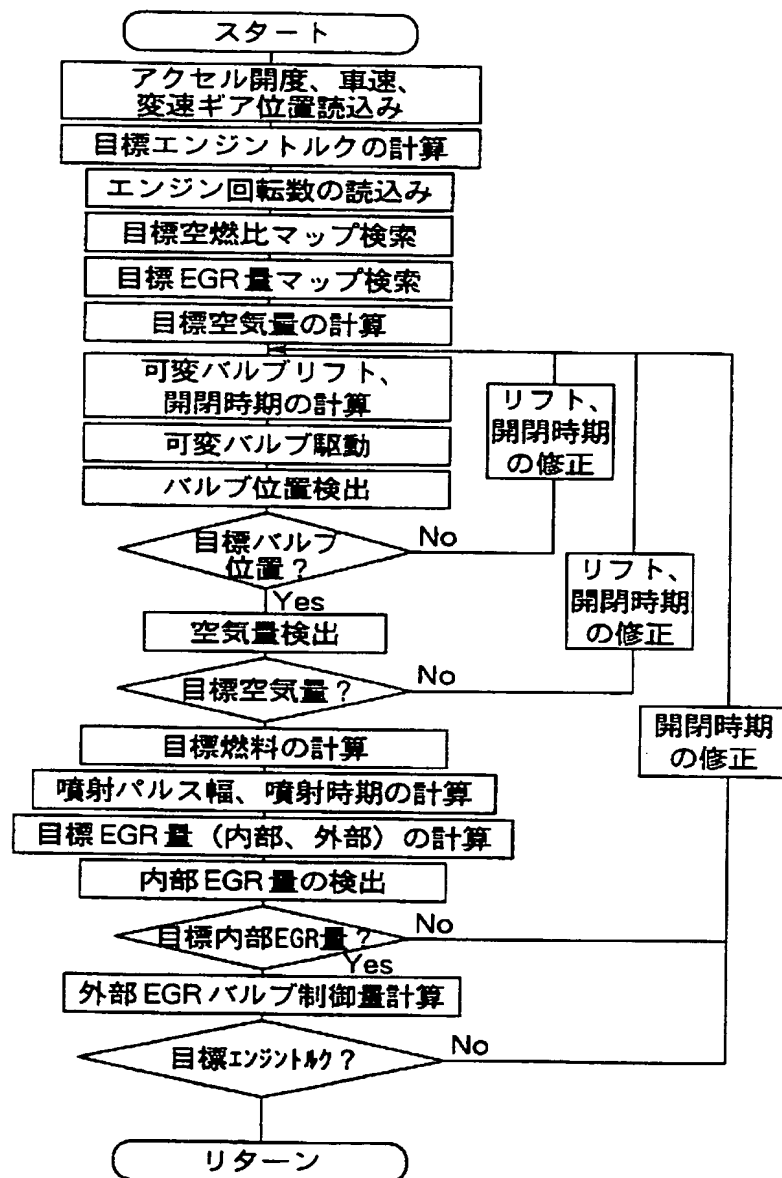 スタート
アクセル開度、車速、
変速ギア位置読込み
目標エンジントルクの計算
エンジン回転数の読込み
目標空燃比マップ検索
目標EGR量マップ検索
目標空気量の計算
可変バルブリフト、
開閉時期の計算
可変バルブ駆動
バルブ位置検出
目標バルブ
位置?
No
リフト、
開閉時期
の修正
Yes
空気量検出
目標空気量?
No
リフト、
開閉時期
の修正
目標燃料の計算
噴射パルス幅、噴射時期の計算
目標EGR量(内部、外部)の計算
内部EGR量の検出
目標内部EGR量?
No
開閉時期
の修正
Yes
外部EGRバルブ制御量計算
目標エンジントルク?
No
リターン